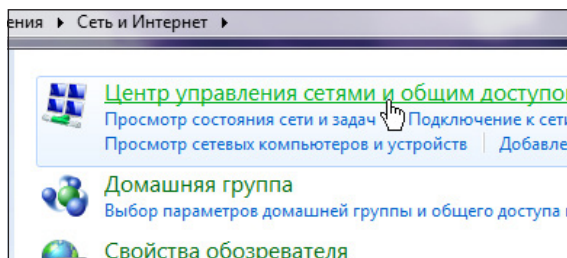 ения ▸ Сеть и Интернет ▸
Центр управления сетями и общим доступо
Просмотр состояния сети и задач Подключение к сети
Просмотр сетевых компьютеров и устройств Добавле
Домашняя группа
Выбор параметров домашней группы и общего доступа
Свойства обозревателя